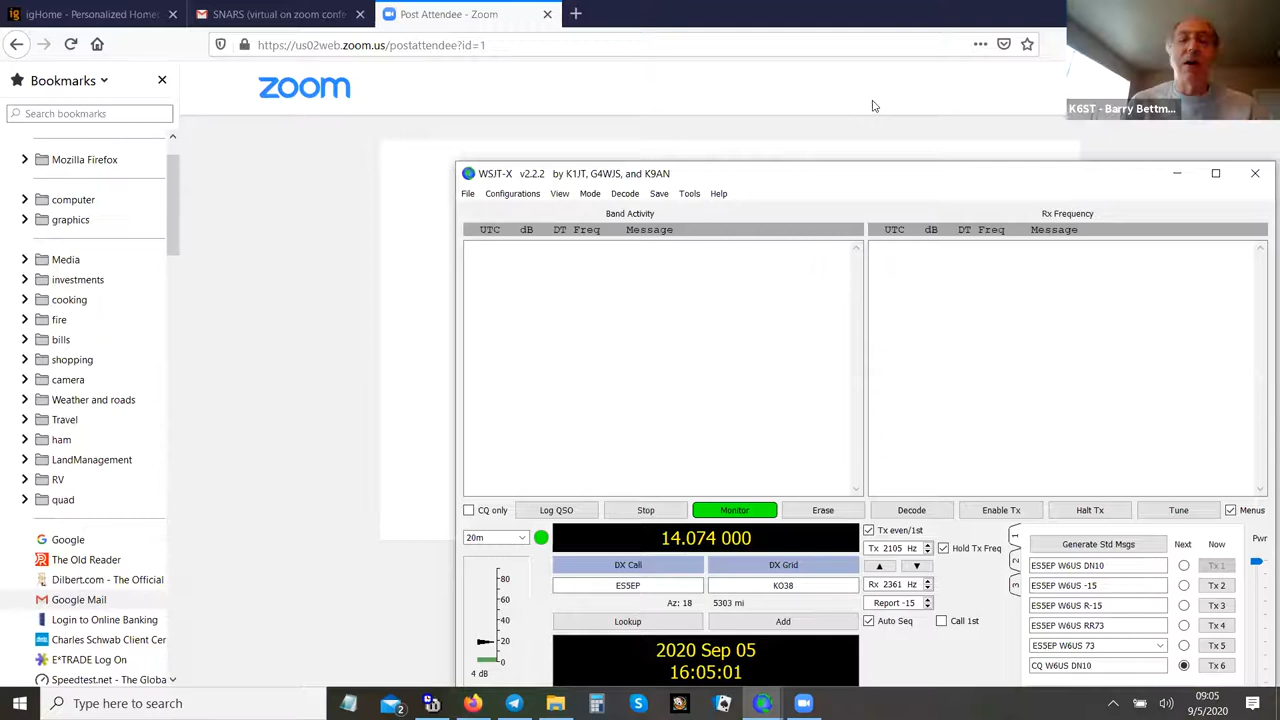 igHome - Personalized Home
SNARS (virtual on zoom confe
Post Attendee - Zoom
https://us02web.zoom.us/postattendee?id=1
Bookmarks
Search bookmarks
Mozilla Firefox
computer
graphics
Media
investments
cooking
fire
bills
shopping
camera
Weather and roads
Travel
ham
LandManagement
RV
quad
Google
The Old Reader
Dilbert.com - The Official
Google Mail
Login to Online Banking
Charles Schwab Client Cer
E*TRADE Log On
Speedtest.net - The Globa
zoom
K6ST - Barry Bettm...
WSJT-X v2.2.2 by K1JT, G4WJS, and K9AN
File Configurations View Mode Decode Save Tools Help
Band Activity
Rx Frequency
UTC dB DT Freq Message
UTC dB DT Freq Message
CQ only Log QSO Stop Monitor Erase Decode Enable Tx Halt Tx Tune Menus
20m
14.074 000
DX Call DX Grid
ES5EP KO38
Az: 18 5303 mi
Lookup Add
2020 Sep 05
16:05:01
80
60
40
20
0
4 dB
Tx even/1st
Tx 2105 Hz Hold Tx Freq
Rx 2361 Hz
Report -15
Auto Seq Call 1st
1
2
3
Generate Std Msgs Next Now Pwr
ES5EP W6US DN10 Tx 1
ES5EP W6US -15 Tx 2
ES5EP W6US R-15 Tx 3
ES5EP W6US RR73 Tx 4
ES5EP W6US 73 Tx 5
CQ W6US DN10 Tx 6
Type here to search
2
09:05
9/5/2020